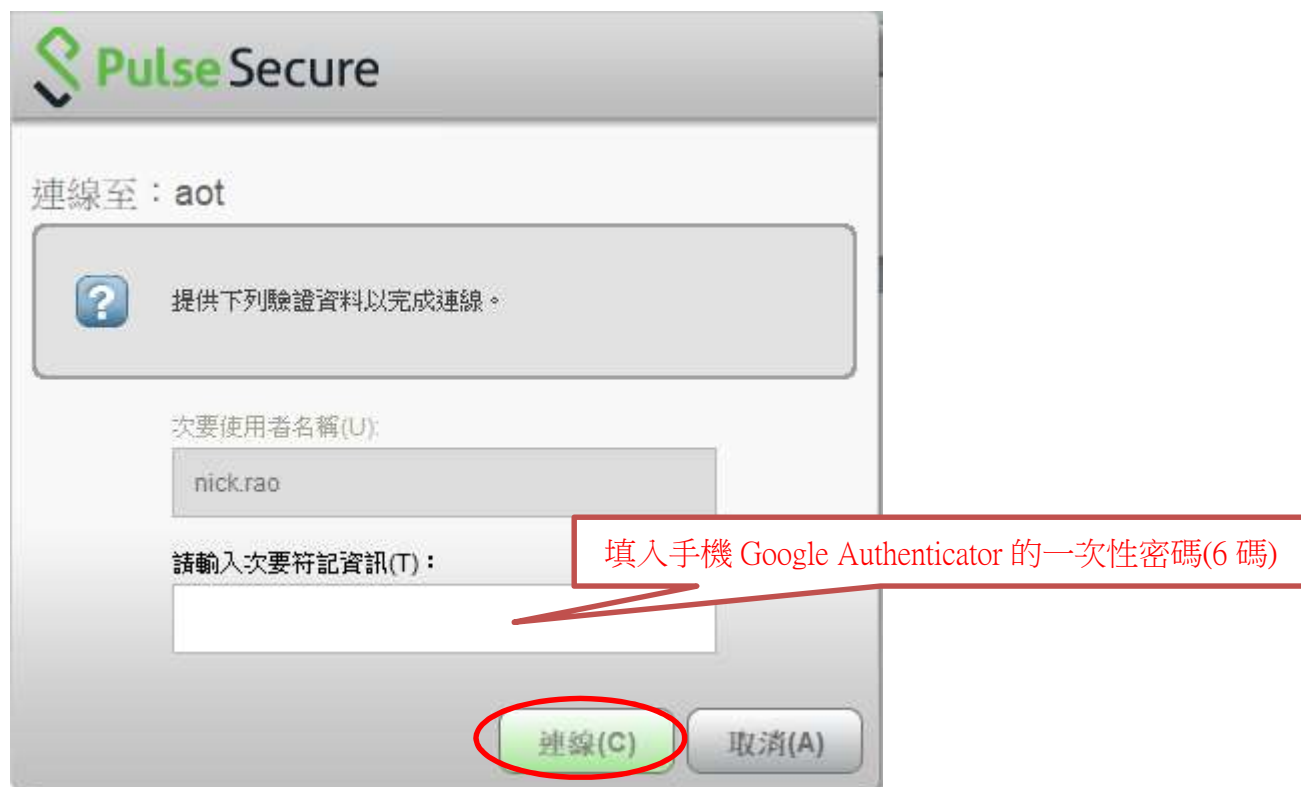 Pulse Secure
連線至：aot
提供下列驗證資料以完成連線。
次要使用者名稱(U):
nick.rao
請輸入次要符記資訊(T)：
填入手機 Google Authenticator 的一次性密碼(6 碼)
連線(C)
取消(A)